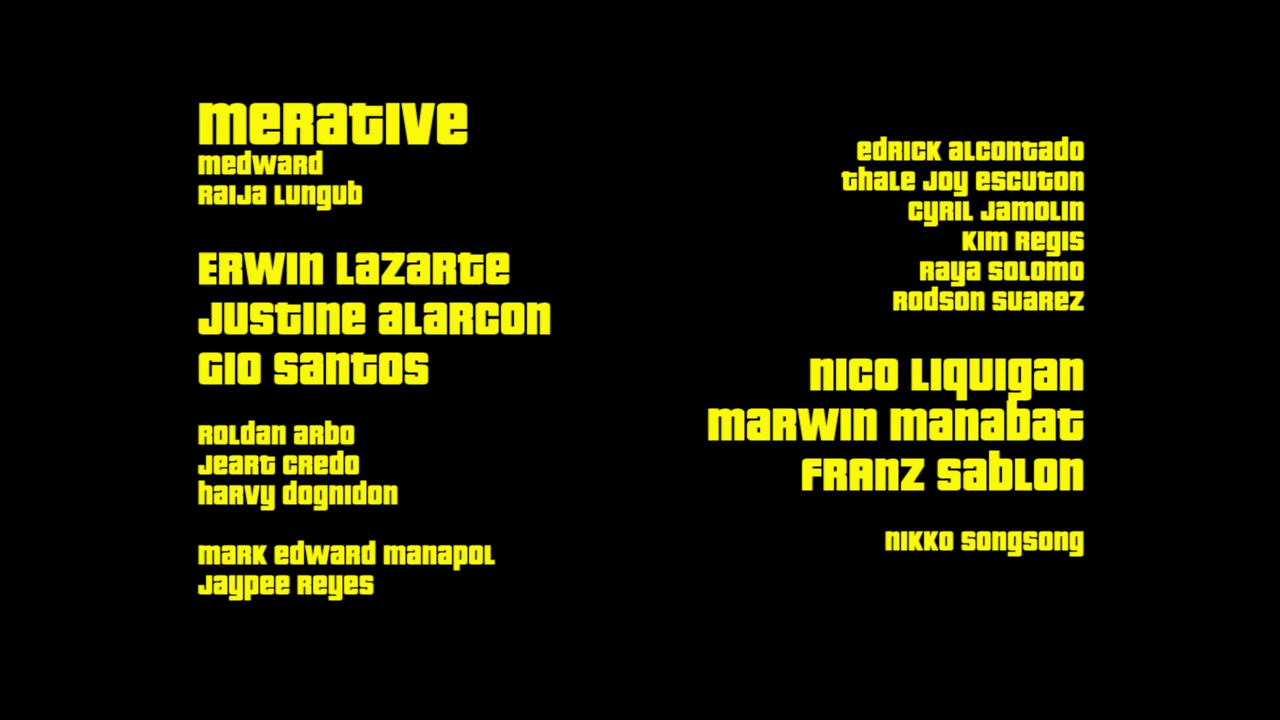 merative
medward
Raija Lungub
Erwin Lazarte
Justine Alarcon
Gio Santos
Roldan Arbo
Jeart Credo
Harvy Dognidon
Mark Edward Manapol
Jaypee Reyes
Edrick Alcontado
Thale Joy Escuton
Cyril Jamolin
Kim Regis
Raya Solomo
Rodson Suarez
Nico Liquigan
Marwin Manabat
Franz Sablon
Nikko Songsong